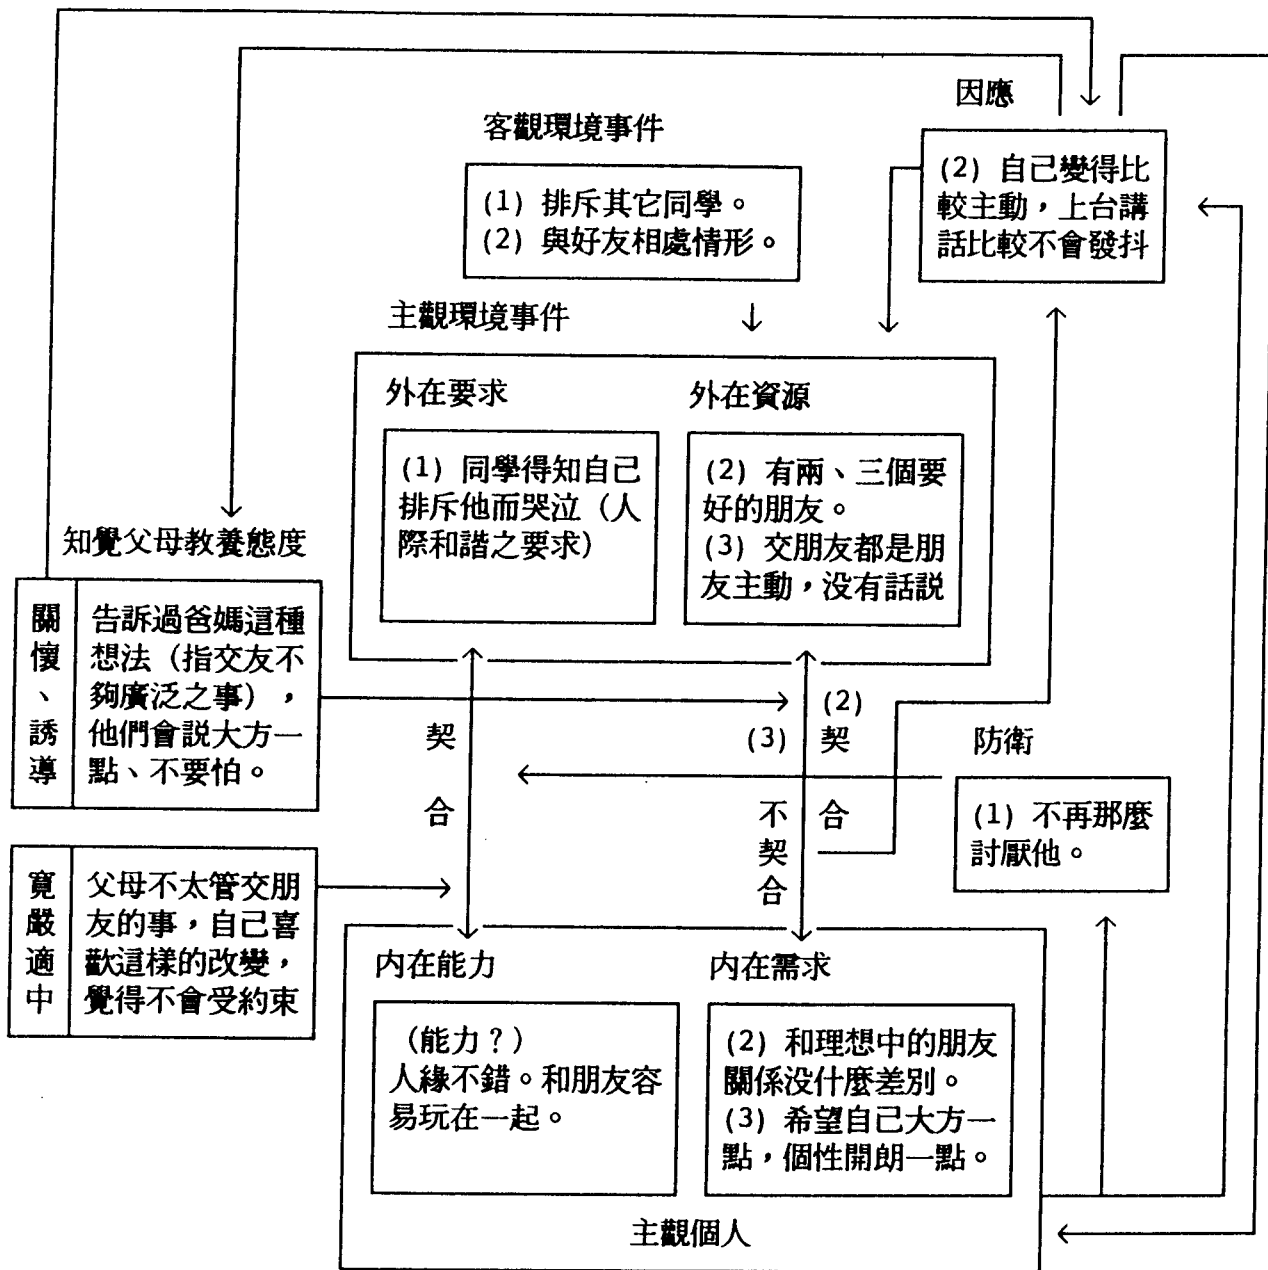 因應
客觀環境事件
(1) 排斥其它同學。
(2) 與好友相處情形。
(2) 自己變得比
較主動，上台講
話比較不會發抖
主觀環境事件
外在要求
(1) 同學得知自己
排斥他而哭泣（人
際和諧之要求）
外在資源
(2) 有兩、三個要
好的朋友。
(3) 交朋友都是朋
友主動，没有話説
知覺父母教養態度
關懷、誘導
告訴過爸媽這種
想法（指交友不
夠廣泛之事），
他們會説大方一
點、不要怕。
寬嚴適中
父母不太管交朋
友的事，自己喜
歡這樣的改變，
覺得不會受約束
契合
(2)
契合
(3)
不契合
防衛
(1) 不再那麼
討厭他。
内在能力
（能力？）
人緣不錯。和朋友容
易玩在一起。
内在需求
(2) 和理想中的朋友
關係没什麼差別。
(3) 希望自己大方一
點，個性開朗一點。
主觀個人